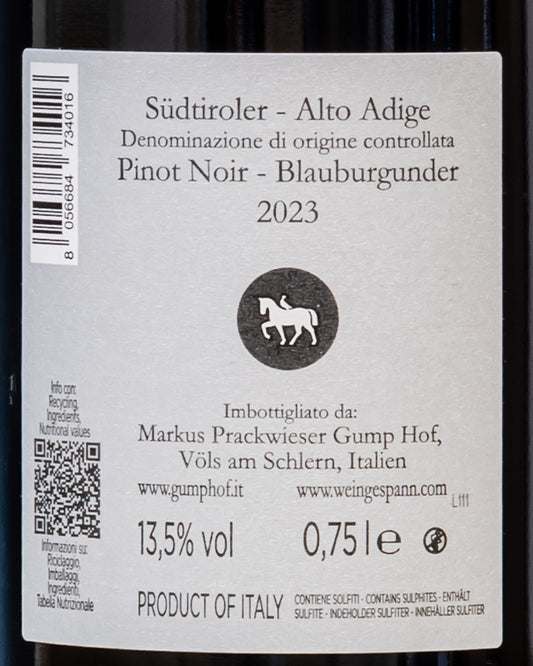 8 056684 734016
Südtiroler - Alto Adige
Denominazione di origine controllata
Pinot Noir - Blauburgunder
2023
Info con:
Recycling,
Ingredients,
Nutritional values
Informazioni su:
Riciclaggio,
Imballaggi,
Ingredienti,
Tabella Nutrizionale
Imbottigliato da:
Markus Prackwieser Gump Hof,
Völs am Schlern, Italien
www.gumphof.it www.weingespann.com
L111
13,5% vol 0,75 l e
PRODUCT OF ITALY
CONTIENE SOLFITI - CONTAINS SULPHITES - ENTHÄLT
SULFITE - INDEHOLDER SULFITER - INNEHÅLLER SULFITER